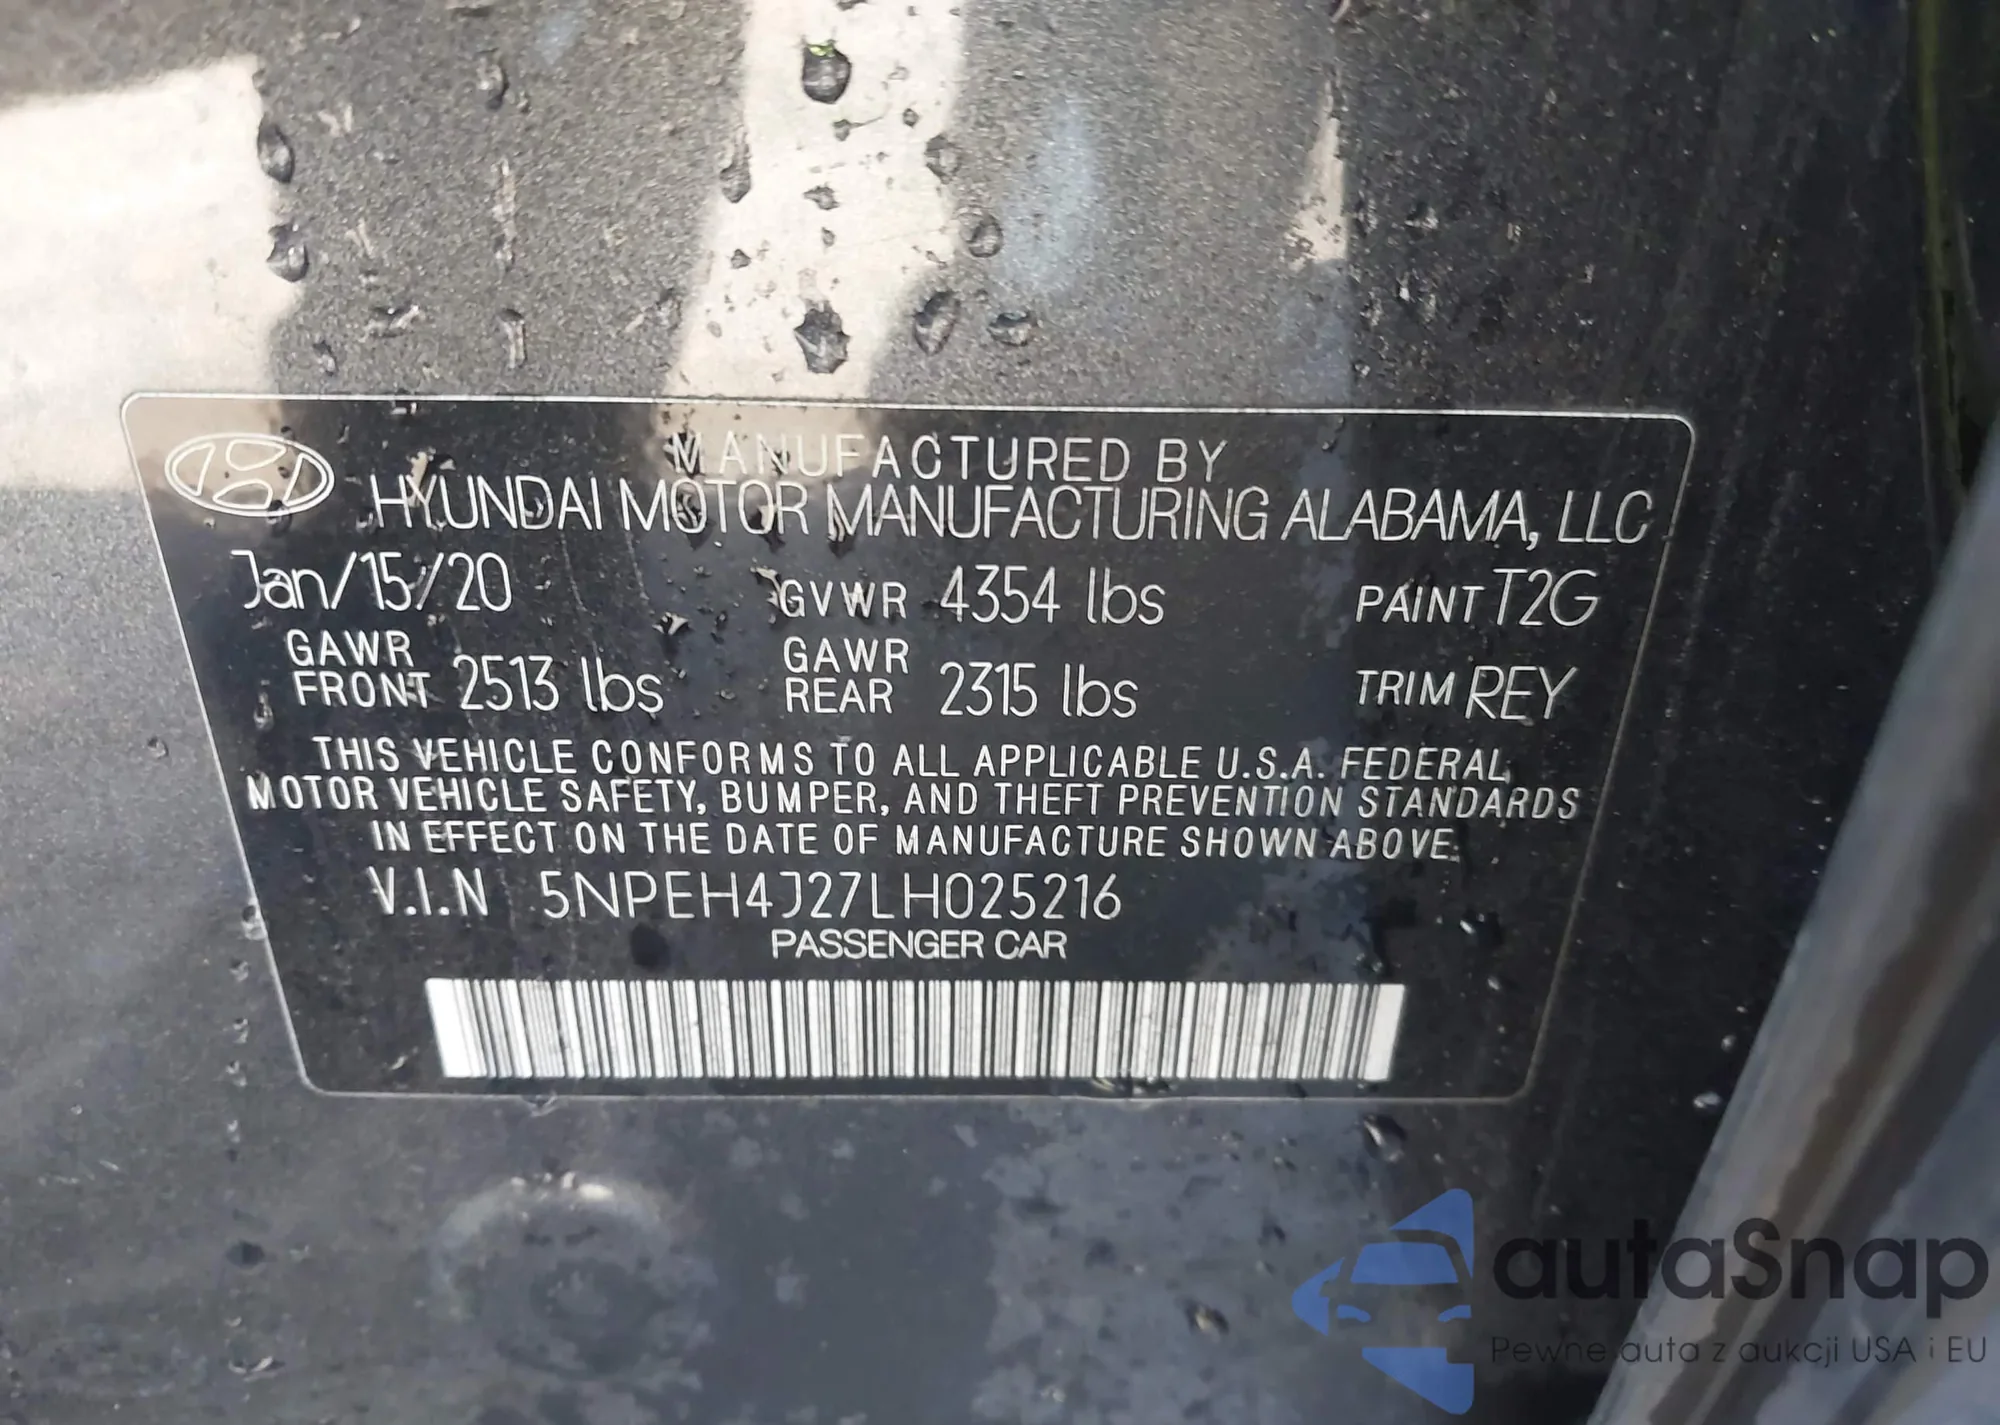 MANUFACTURED BY
HYUNDAI MOTOR MANUFACTURING ALABAMA, LLC
Jan/15/20 GVWR 4354 lbs PAINT T2G
GAWR FRONT 2513 lbs GAWR REAR 2315 lbs TRIM REY
THIS VEHICLE CONFORMS TO ALL APPLICABLE U.S.A. FEDERAL
MOTOR VEHICLE SAFETY, BUMPER, AND THEFT PREVENTION STANDARDS
IN EFFECT ON THE DATE OF MANUFACTURE SHOWN ABOVE.
V.I.N 5NPEH4J27LH025216
PASSENGER CAR
autaSnap
Pewne auta z aukcji USA i EU